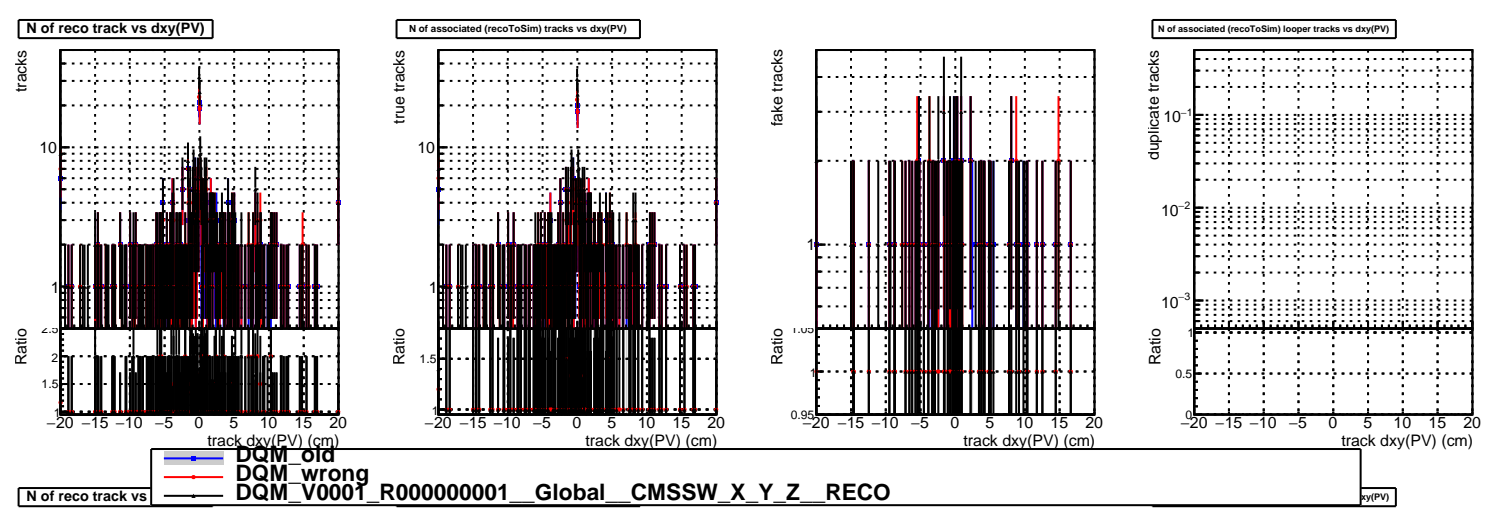 N of reco track vs dxy(PV)
tracks
10
1
Ratio
2.5
2
1.5
1
−20 −15 −10 −5 0 5 10 15 20
track dxy(PV) (cm)
N of associated (recoToSim) tracks vs dxy(PV)
true tracks
10
1
Ratio
1.5
1
−20 −15 −10 −5 0 5 10 15 20
track dxy(PV) (cm)
fake tracks
1
Ratio
1.05
1
0.95
−20 −15 −10 −5 0 5 10 15 20
track dxy(PV) (cm)
N of associated (recoToSim) looper tracks vs dxy(PV)
duplicate tracks
10−1
10−2
10−3
Ratio
1
0.5
0
−20 −15 −10 −5 0 5 10 15 20
track dxy(PV) (cm)
DQM_old
DQM_wrong
DQM_V0001_R000000001__Global__CMSSW_X_Y_Z__RECO
N of reco track vs
xy(PV)